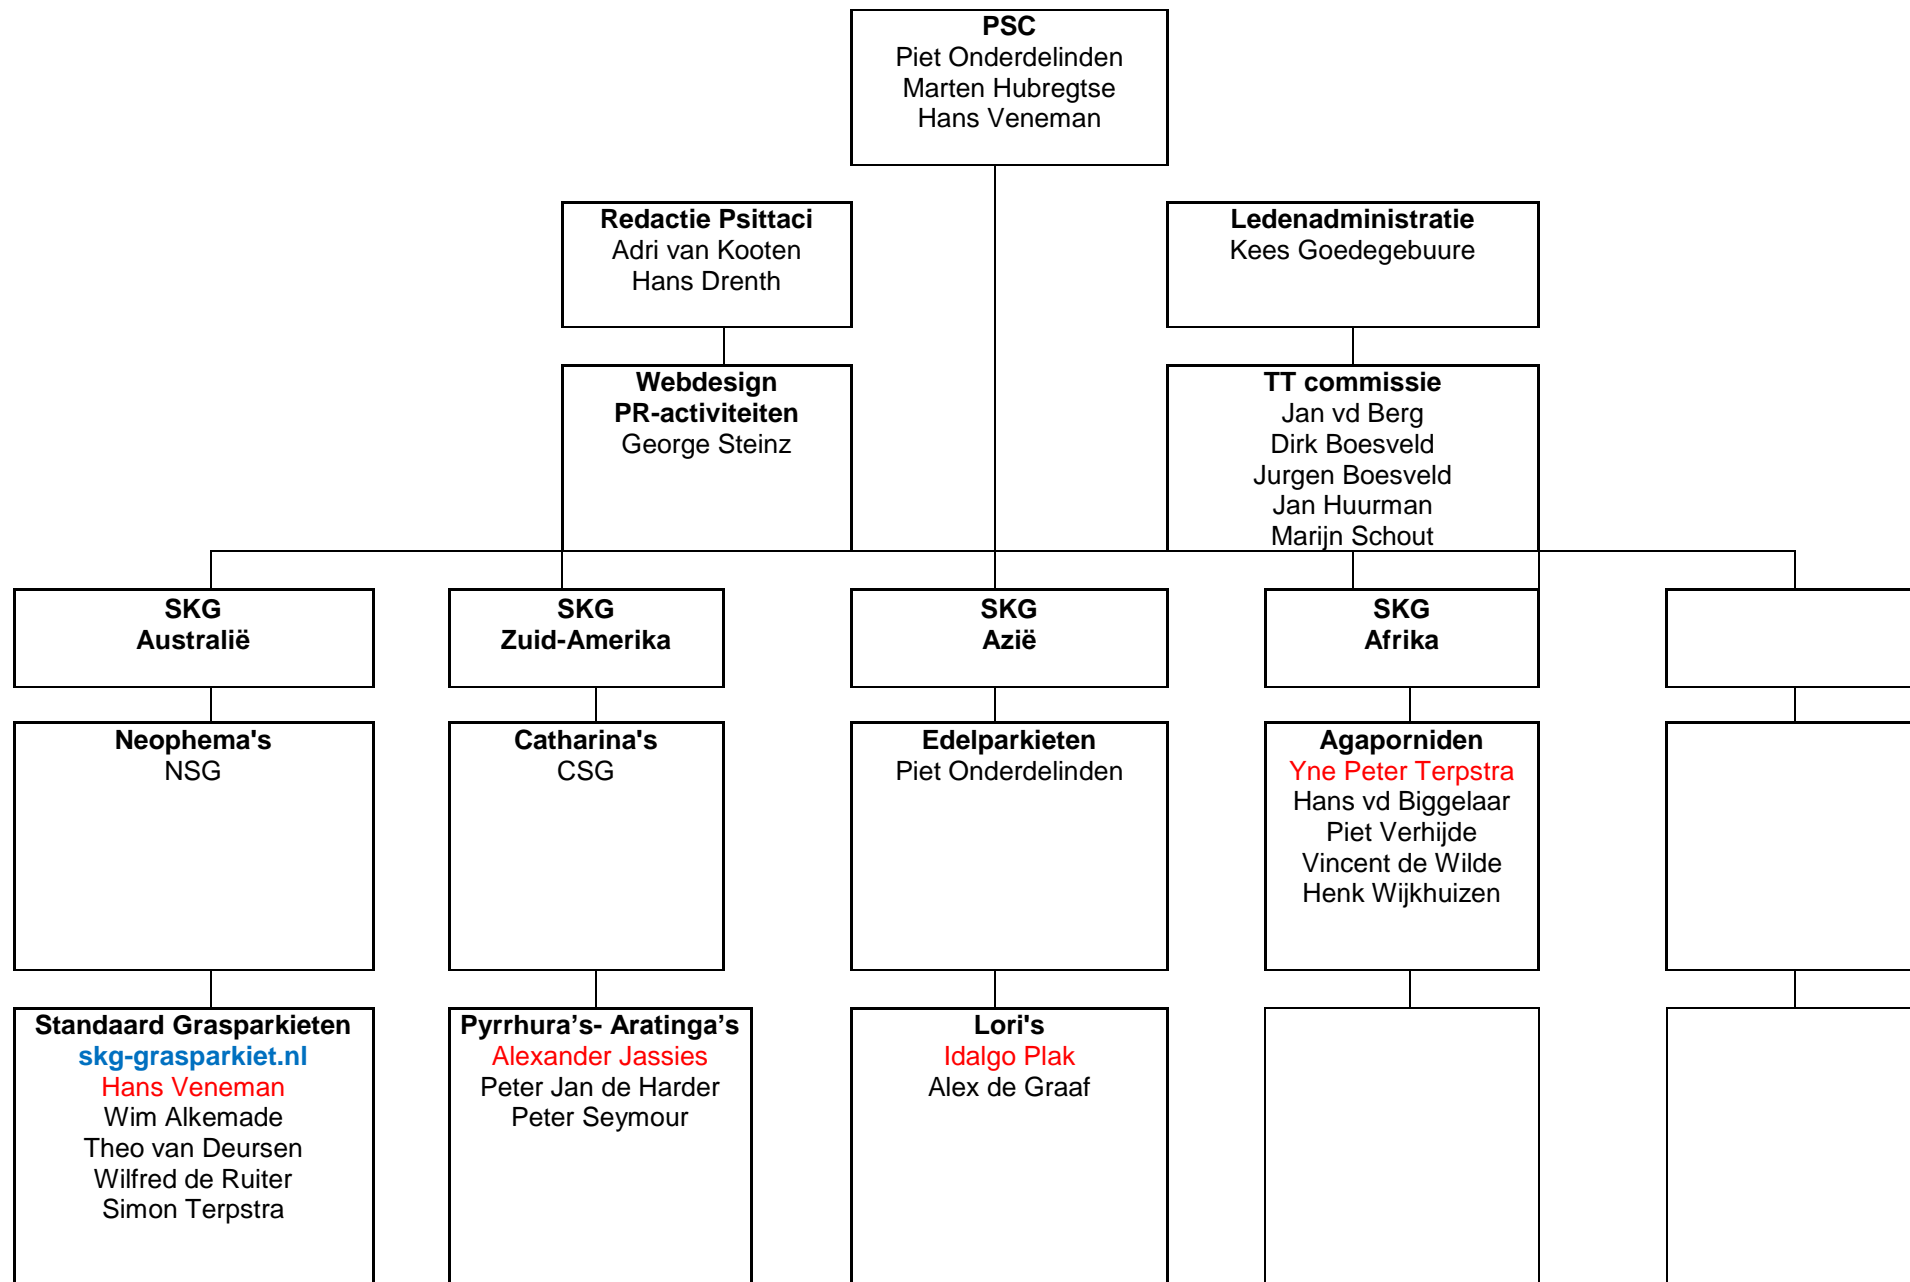 PSC
Piet Onderdelinden
Marten Hubregtse
Hans Veneman
Redactie Psittaci
Adri van Kooten
Hans Drenth
Ledenadministratie
Kees Goedegebuure
Webdesign
PR-activiteiten
George Steinz
TT commissie
Jan vd Berg
Dirk Boesveld
Jurgen Boesveld
Jan Huurman
Marijn Schout
SKG
Australië
SKG
Zuid-Amerika
SKG
Azië
SKG
Afrika
Neophema's
NSG
Catharina's
CSG
Edelparkieten
Piet Onderdelinden
Agaporniden
Yne Peter Terpstra
Hans vd Biggelaar
Piet Verhijde
Vincent de Wilde
Henk Wijkhuizen
Standaard Grasparkieten
skg-grasparkiet.nl
Hans Veneman
Wim Alkemade
Theo van Deursen
Wilfred de Ruiter
Simon Terpstra
Pyrrhura’s- Aratinga’s
Alexander Jassies
Peter Jan de Harder
Peter Seymour
Lori's
Idalgo Plak
Alex de Graaf